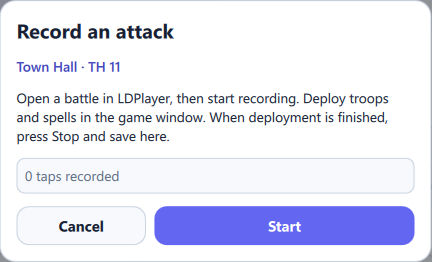 Record an attack
Town Hall · TH 11
Open a battle in LDPlayer, then start recording. Deploy troops
and spells in the game window. When deployment is finished,
press Stop and save here.
0 taps recorded
Cancel
Start